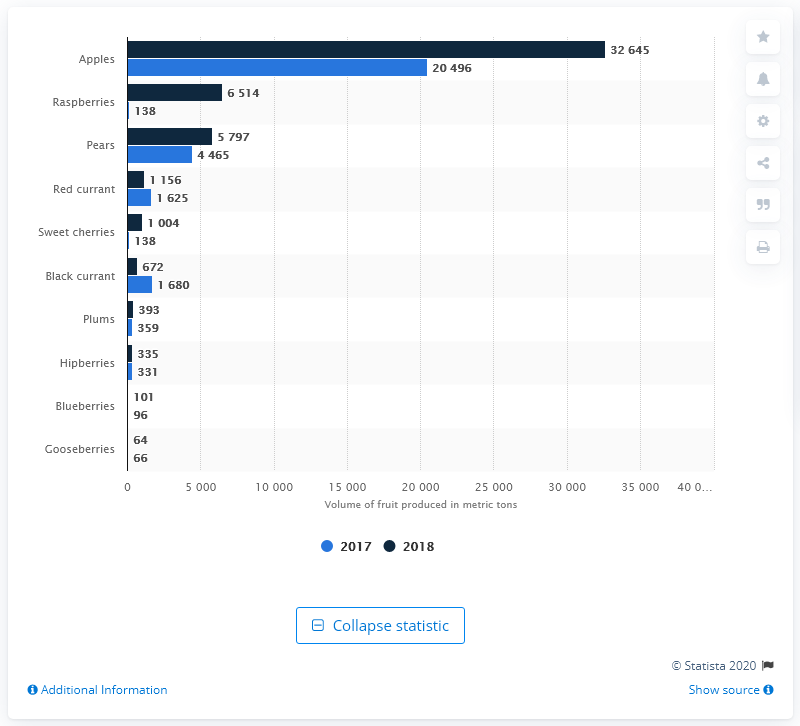 Apples
32 645
20 496
Raspberries
6 514
138
Pears
5 797
4 465
Red currant
1 156
1 625
Sweet cherries
1 004
138
Black currant
672
1 680
Plums
393
359
Hipberries
335
331
Blueberries
101
96
Gooseberries
64
66
0 5 000 10 000 15 000 20 000 25 000 30 000 35 000 40 0…
Volume of fruit produced in metric tons
2017 2018
Collapse statistic
© Statista 2020
Additional Information
Show source